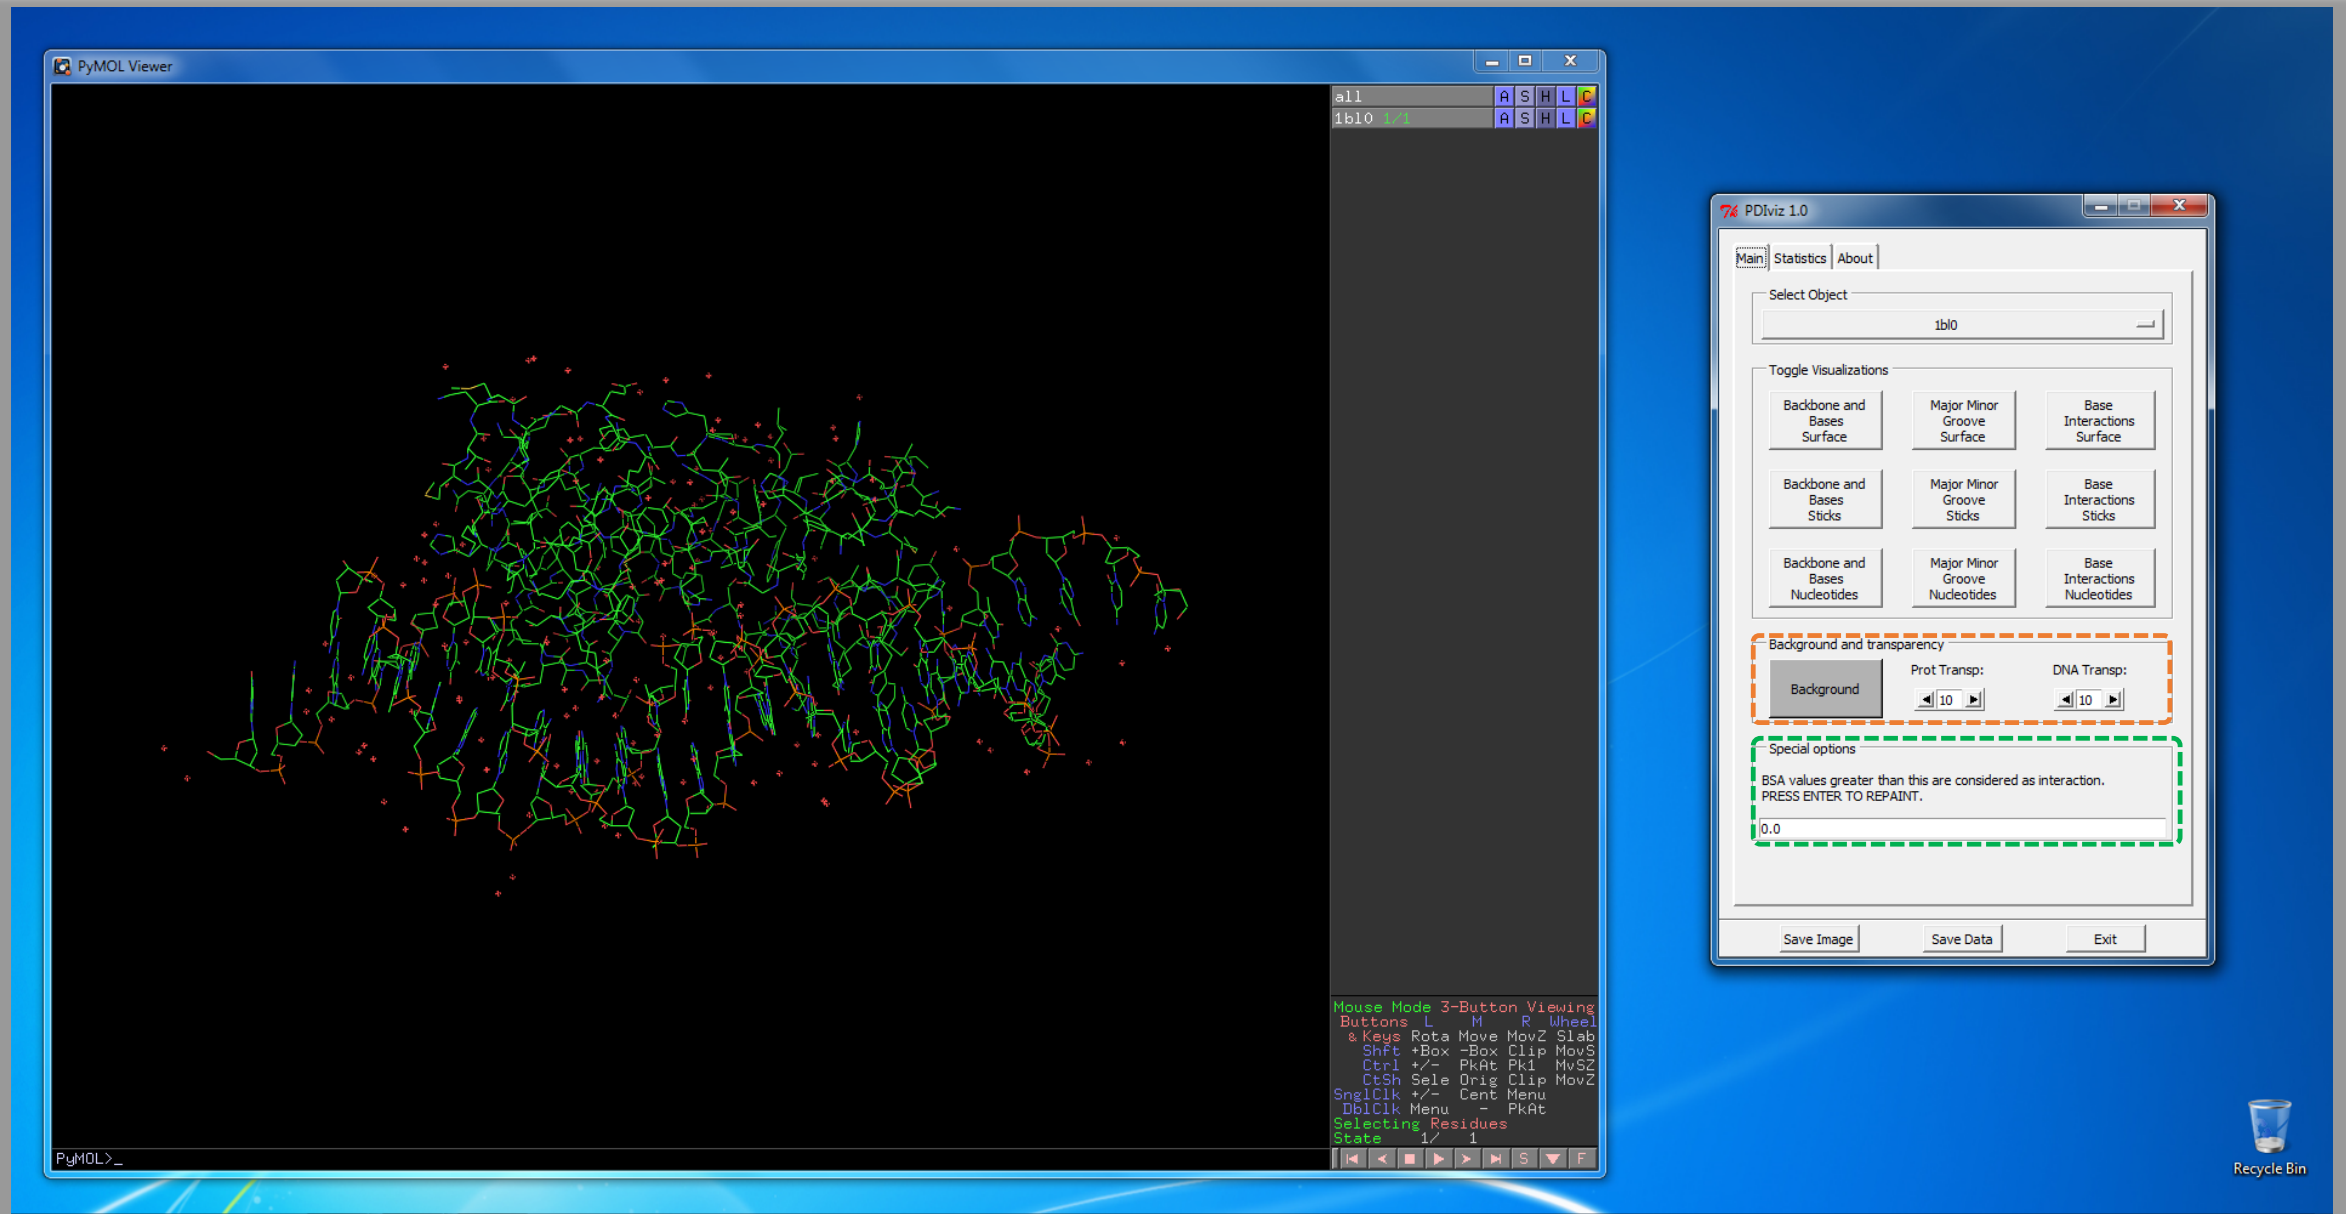 PyMOL Viewer
all A S H L C
1bl0 1/1 A S H L C
Mouse Mode 3-Button Viewing
Buttons L M R Wheel
& Keys Rota Move MovZ Slab
Shft +Box -Box Clip MovS
Ctrl +/- PkAt Pk1 MvSZ
CtSh Sele Orig Clip MovZ
SnglClk +/- Cent Menu
DblClk Menu - PkAt
Selecting Residues
State 1/ 1
S F
PyMOL>_
PDIviz 1.0
Main Statistics About
Select Object
1bl0
Toggle Visualizations
Backbone and
Bases
Surface
Major Minor
Groove
Surface
Base
Interactions
Surface
Backbone and
Bases
Sticks
Major Minor
Groove
Sticks
Base
Interactions
Sticks
Backbone and
Bases
Nucleotides
Major Minor
Groove
Nucleotides
Base
Interactions
Nucleotides
Background and transparency
Background
Prot Transp:
10
DNA Transp:
10
Special options
BSA values greater than this are considered as interaction.
PRESS ENTER TO REPAINT.
0.0
Save Image Save Data Exit
Recycle Bin